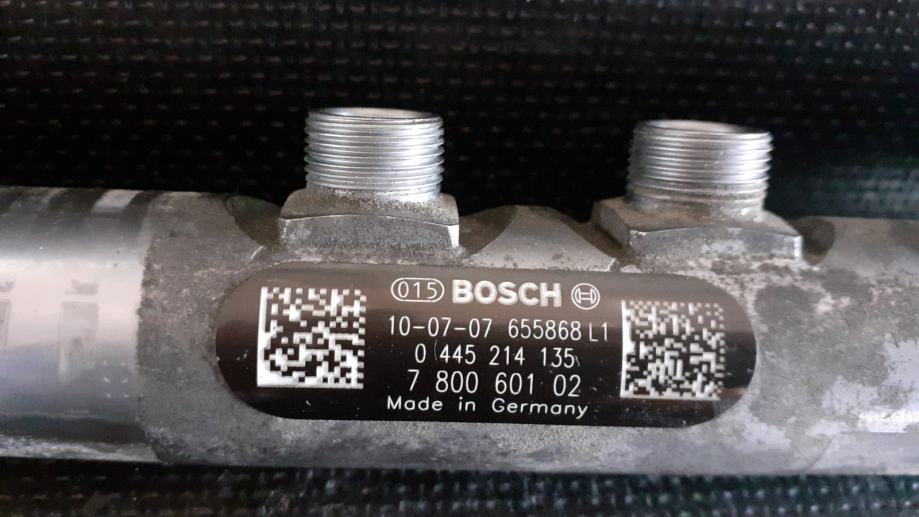 015 BOSCH
10-07-07 655868 L1
0 445 214 135
7 800 601 02
Made in Germany